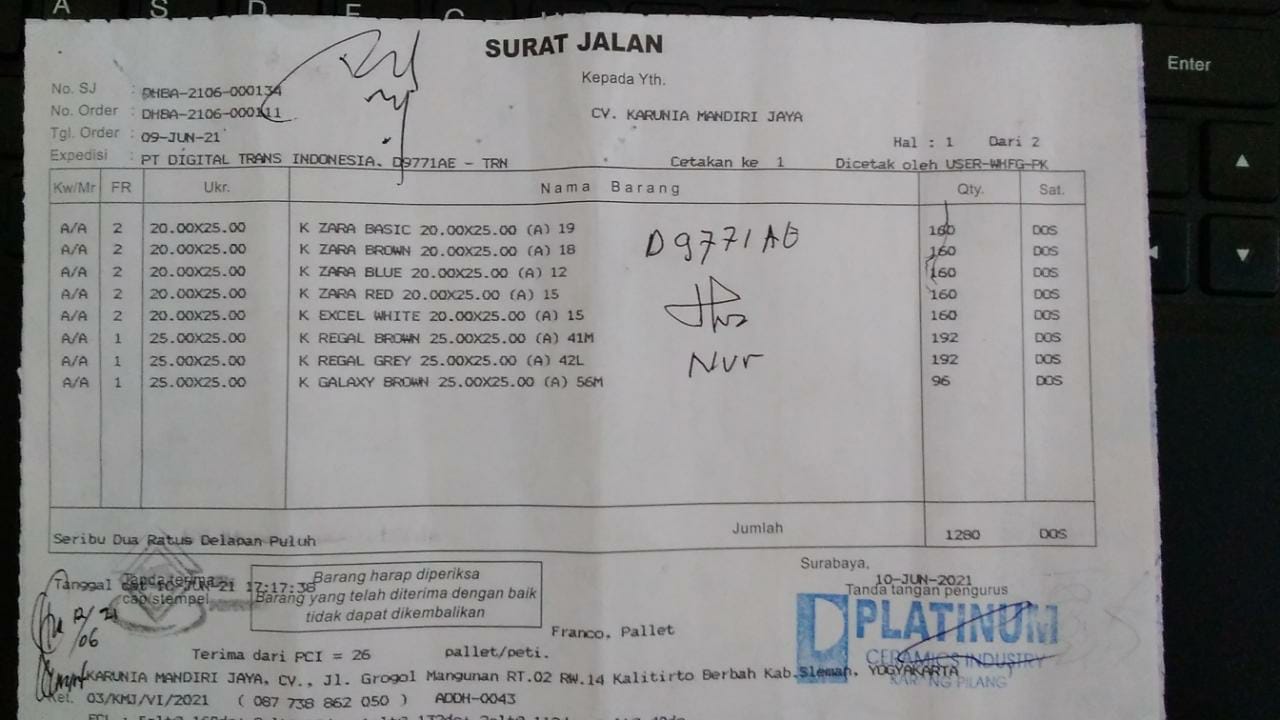 A S D F G
Enter
SURAT JALAN
Kepada Yth.
No. SJ : DHBA-2106-000134
No. Order : DHBA-2106-000111
CV. KARUNIA MANDIRI JAYA
Tgl. Order : 09-JUN-21
Hal : 1 Dari 2
Expedisi : PT DIGITAL TRANS INDONESIA. D9771AE - TRN
Cetakan ke 1 Dicetak oleh USER-WHFG-PK
Kw/Mr FR Ukr. Nama Barang Qty. Sat.
A/A 2 20.00X25.00 K ZARA BASIC 20.00X25.00 (A) 19 160 DOS
A/A 2 20.00X25.00 K ZARA BROWN 20.00X25.00 (A) 18 160 DOS
A/A 2 20.00X25.00 K ZARA BLUE 20.00X25.00 (A) 12 160 DOS
A/A 2 20.00X25.00 K ZARA RED 20.00X25.00 (A) 15 160 DOS
A/A 2 20.00X25.00 K EXCEL WHITE 20.00X25.00 (A) 15 160 DOS
A/A 1 25.00X25.00 K REGAL BROWN 25.00X25.00 (A) 41M 192 DOS
A/A 1 25.00X25.00 K REGAL GREY 25.00X25.00 (A) 42L 192 DOS
A/A 1 25.00X25.00 K GALAXY BROWN 25.00X25.00 (A) 56M 96 DOS
D9771AE
Nur
Seribu Dua Ratus Delapan Puluh
Jumlah 1280 DOS
Surabaya,
10-JUN-2021
Tanda tangan pengurus
Tanda terima
Tanggal Sat 10-JUN-21 17:17:38
cap/stempel
Barang harap diperiksa
Barang yang telah diterima dengan baik
tidak dapat dikembalikan
12/06 21
PLATINUM
CERAMICS INDUSTRY
KARANG PILANG
Franco, Pallet
Terima dari PCI = 26 pallet/peti.
KARUNIA MANDIRI JAYA, CV., Jl. Grogol Mangunan RT.02 RW.14 Kalitirto Berbah Kab.Sleman, YOGYAKARTA
Ket. 03/KMJ/VI/2021 ( 087 738 862 050 ) ADDH-0043